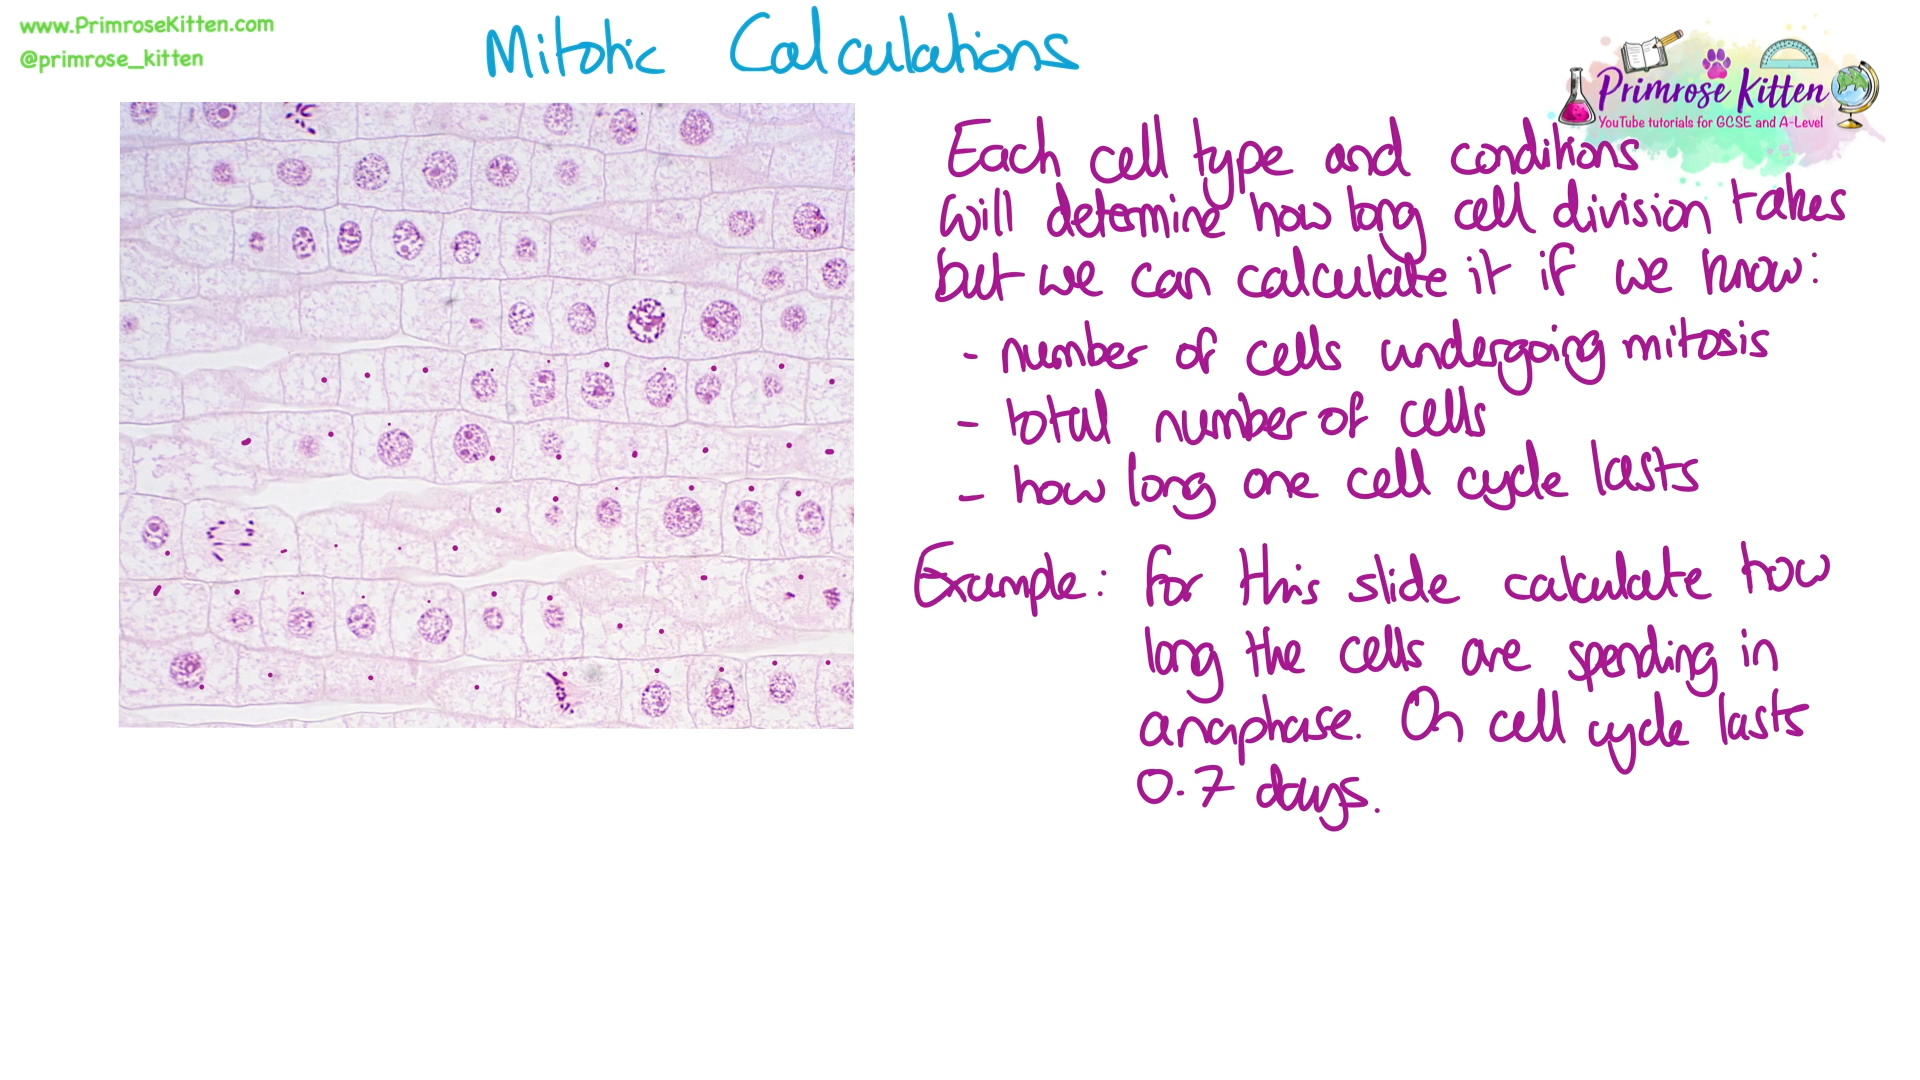 www.PrimroseKitten.com
@primrose_kitten
Mitotic Calculations
Primrose Kitten
YouTube tutorials for GCSE and A-Level
Each cell type and conditions
will determine how long cell division takes
but we can calculate it if we know:
- number of cells undergoing mitosis
- total number of cells
- how long one cell cycle lasts
Example: for this slide calculate how
long the cells are spending in
anaphase. On cell cycle lasts
0.7 days.